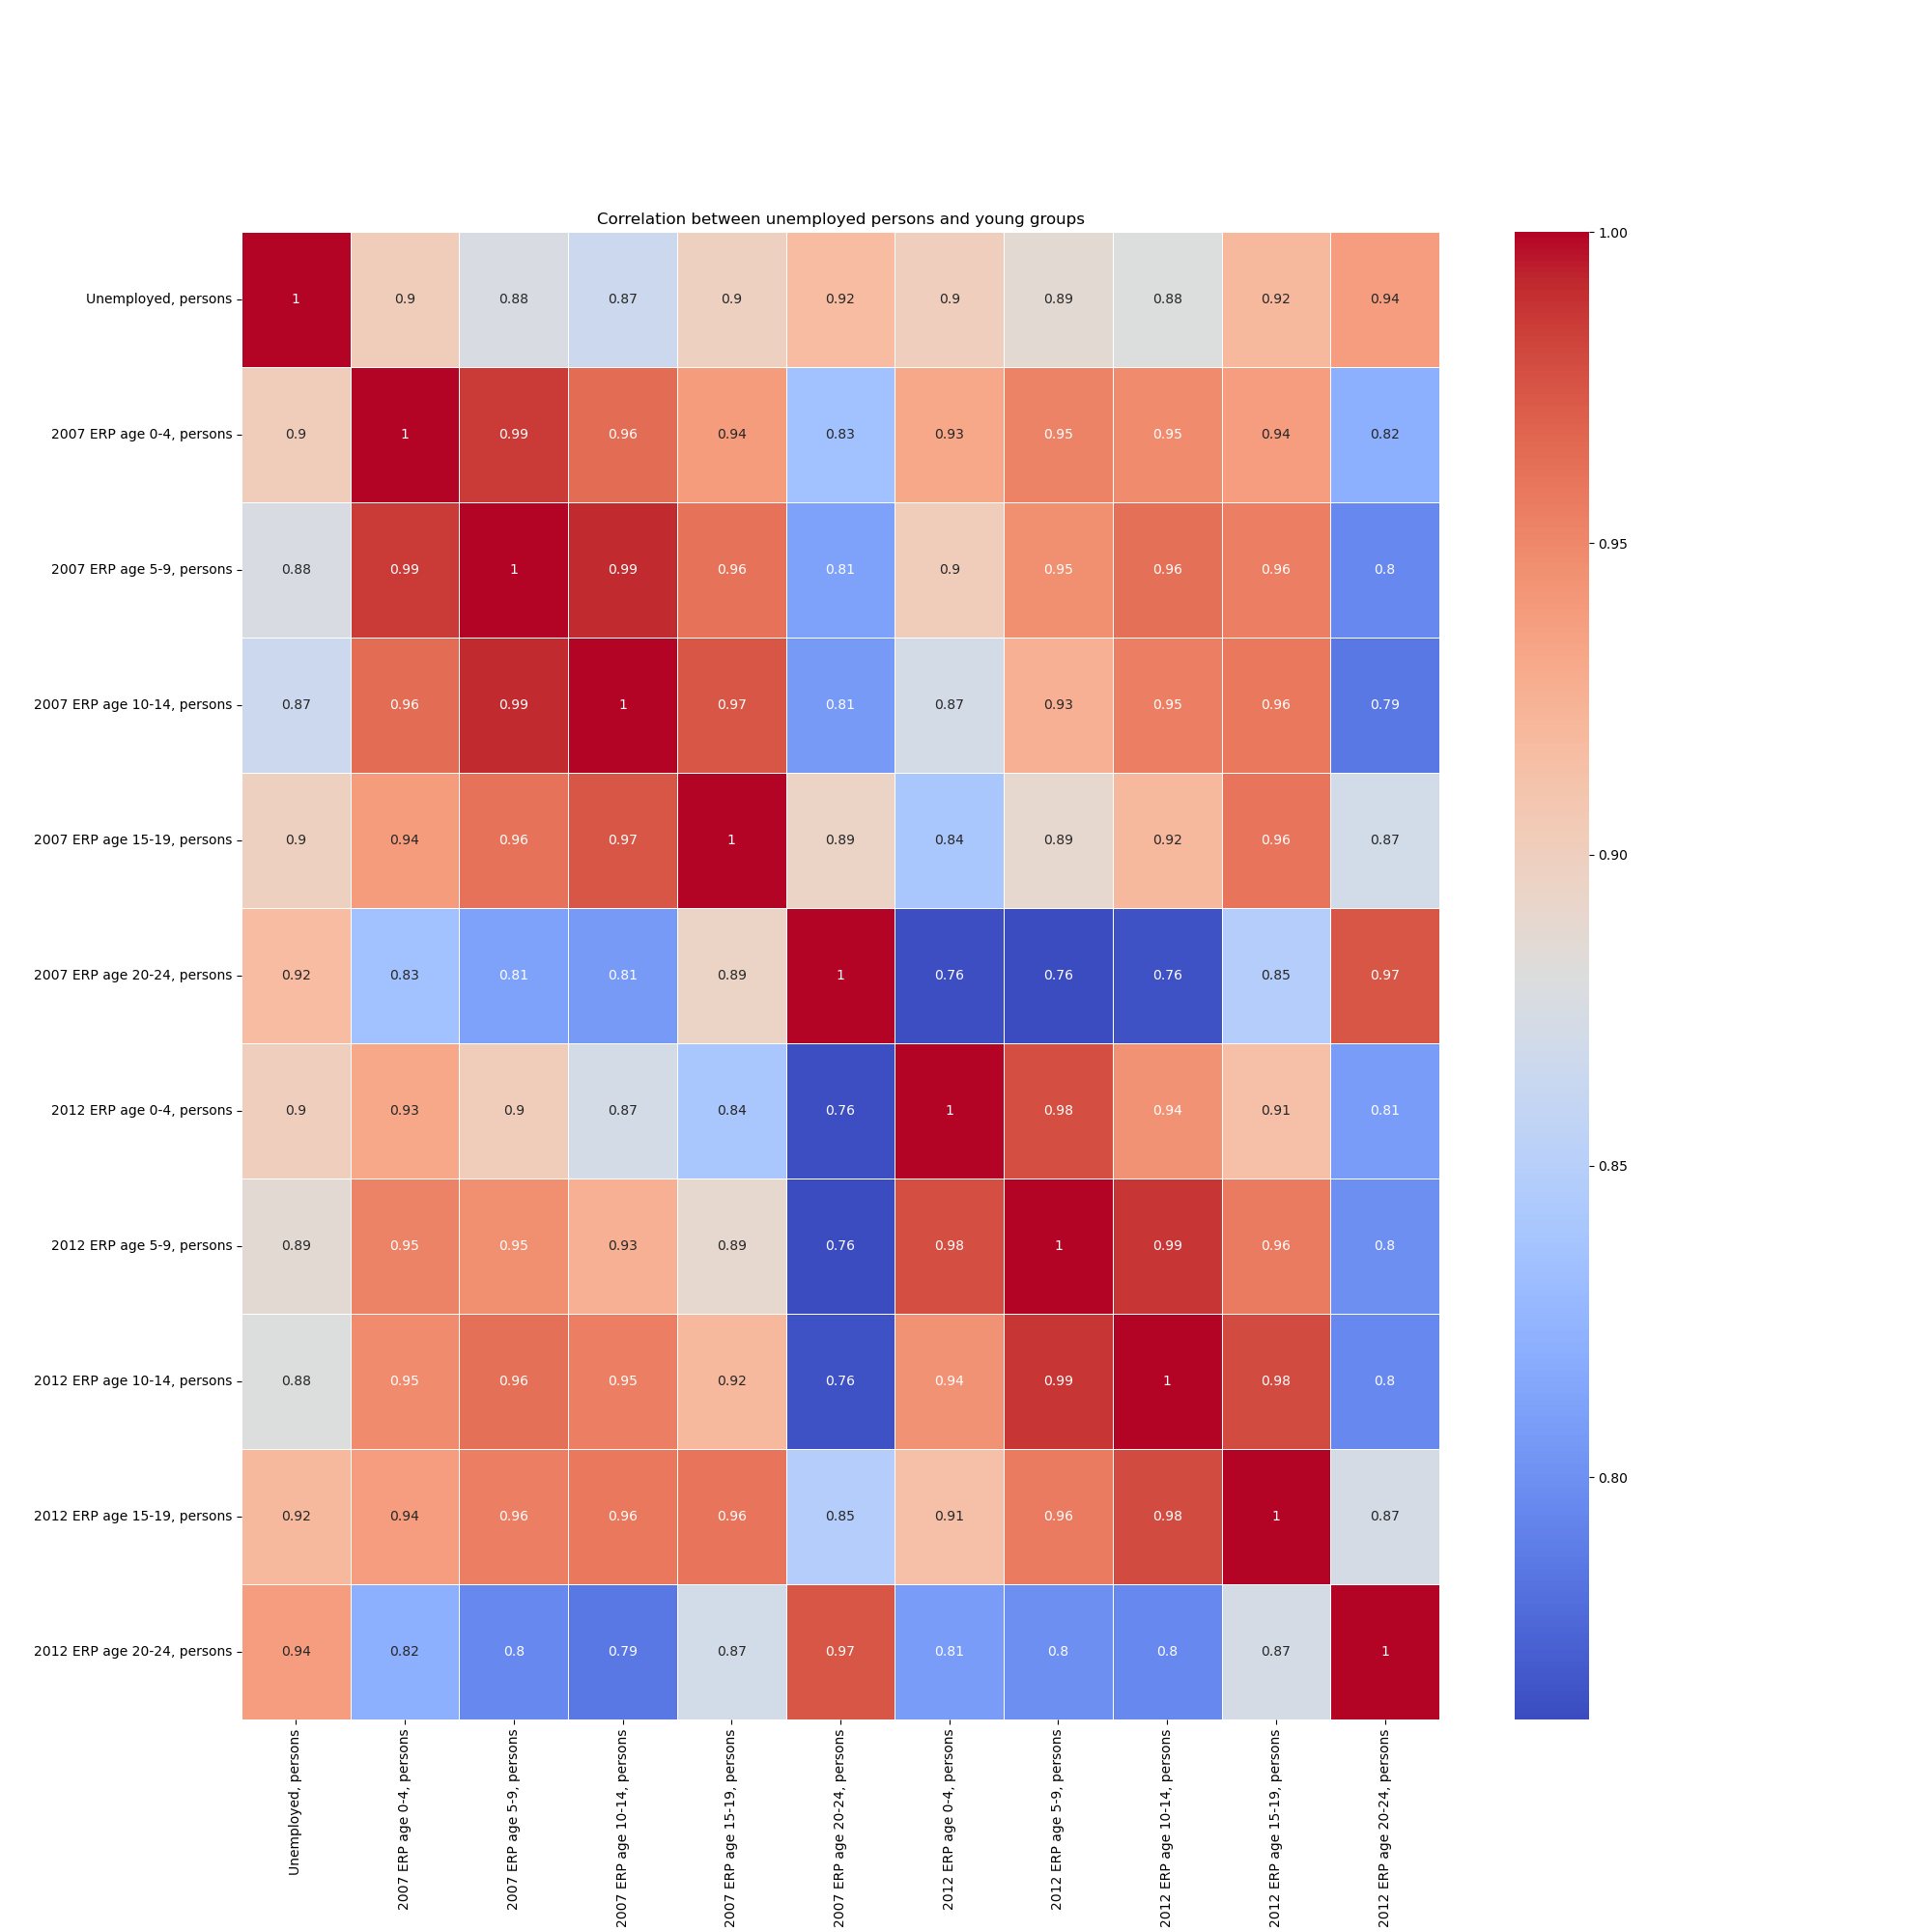 Correlation between unemployed persons and young groups
Unemployed, persons 1 0.9 0.88 0.87 0.9 0.92 0.9 0.89 0.88 0.92 0.94
2007 ERP age 0-4, persons 0.9 1 0.99 0.96 0.94 0.83 0.93 0.95 0.95 0.94 0.82
2007 ERP age 5-9, persons 0.88 0.99 1 0.99 0.96 0.81 0.9 0.95 0.96 0.96 0.8
2007 ERP age 10-14, persons 0.87 0.96 0.99 1 0.97 0.81 0.87 0.93 0.95 0.96 0.79
2007 ERP age 15-19, persons 0.9 0.94 0.96 0.97 1 0.89 0.84 0.89 0.92 0.96 0.87
2007 ERP age 20-24, persons 0.92 0.83 0.81 0.81 0.89 1 0.76 0.76 0.76 0.85 0.97
2012 ERP age 0-4, persons 0.9 0.93 0.9 0.87 0.84 0.76 1 0.98 0.94 0.91 0.81
2012 ERP age 5-9, persons 0.89 0.95 0.95 0.93 0.89 0.76 0.98 1 0.99 0.96 0.8
2012 ERP age 10-14, persons 0.88 0.95 0.96 0.95 0.92 0.76 0.94 0.99 1 0.98 0.8
2012 ERP age 15-19, persons 0.92 0.94 0.96 0.96 0.96 0.85 0.91 0.96 0.98 1 0.87
2012 ERP age 20-24, persons 0.94 0.82 0.8 0.79 0.87 0.97 0.81 0.8 0.8 0.87 1
Unemployed, persons
2007 ERP age 0-4, persons
2007 ERP age 5-9, persons
2007 ERP age 10-14, persons
2007 ERP age 15-19, persons
2007 ERP age 20-24, persons
2012 ERP age 0-4, persons
2012 ERP age 5-9, persons
2012 ERP age 10-14, persons
2012 ERP age 15-19, persons
2012 ERP age 20-24, persons
1.00
0.95
0.90
0.85
0.80